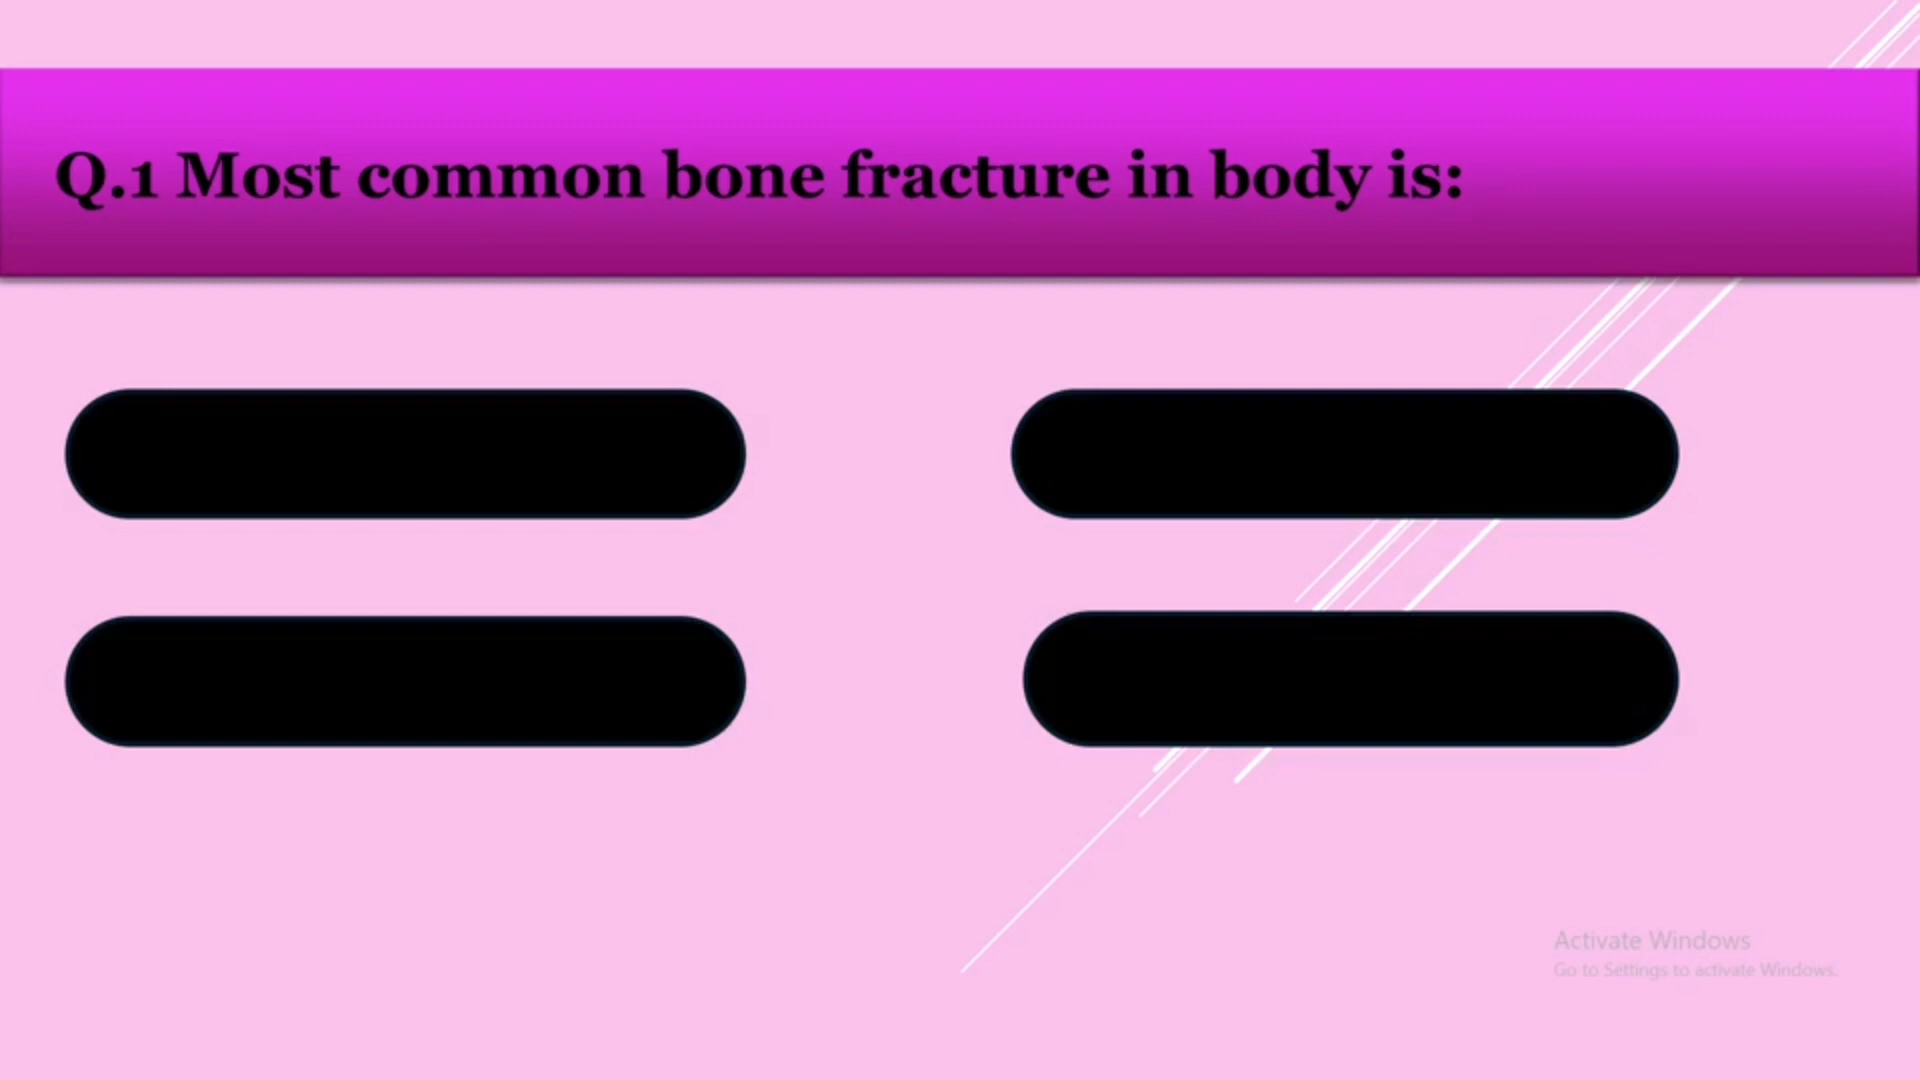 Q.1 Most common bone fracture in body is:
Activate Windows
Go to Settings to activate Windows.